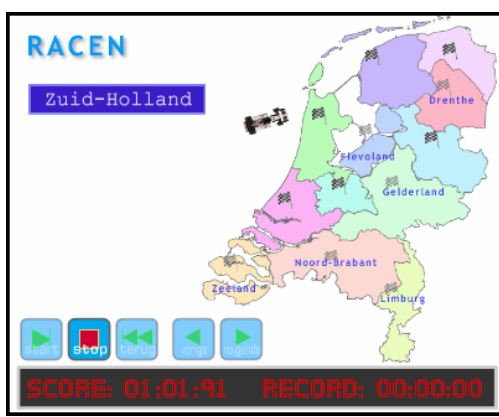 RACEN
Zuid-Holland
Drenthe
Flevoland
Gelderland
Noord-Brabant
Zeeland
Limburg
start stop terug vorige volgende
SCORE: 01:01:91 RECORD: 00:00:00